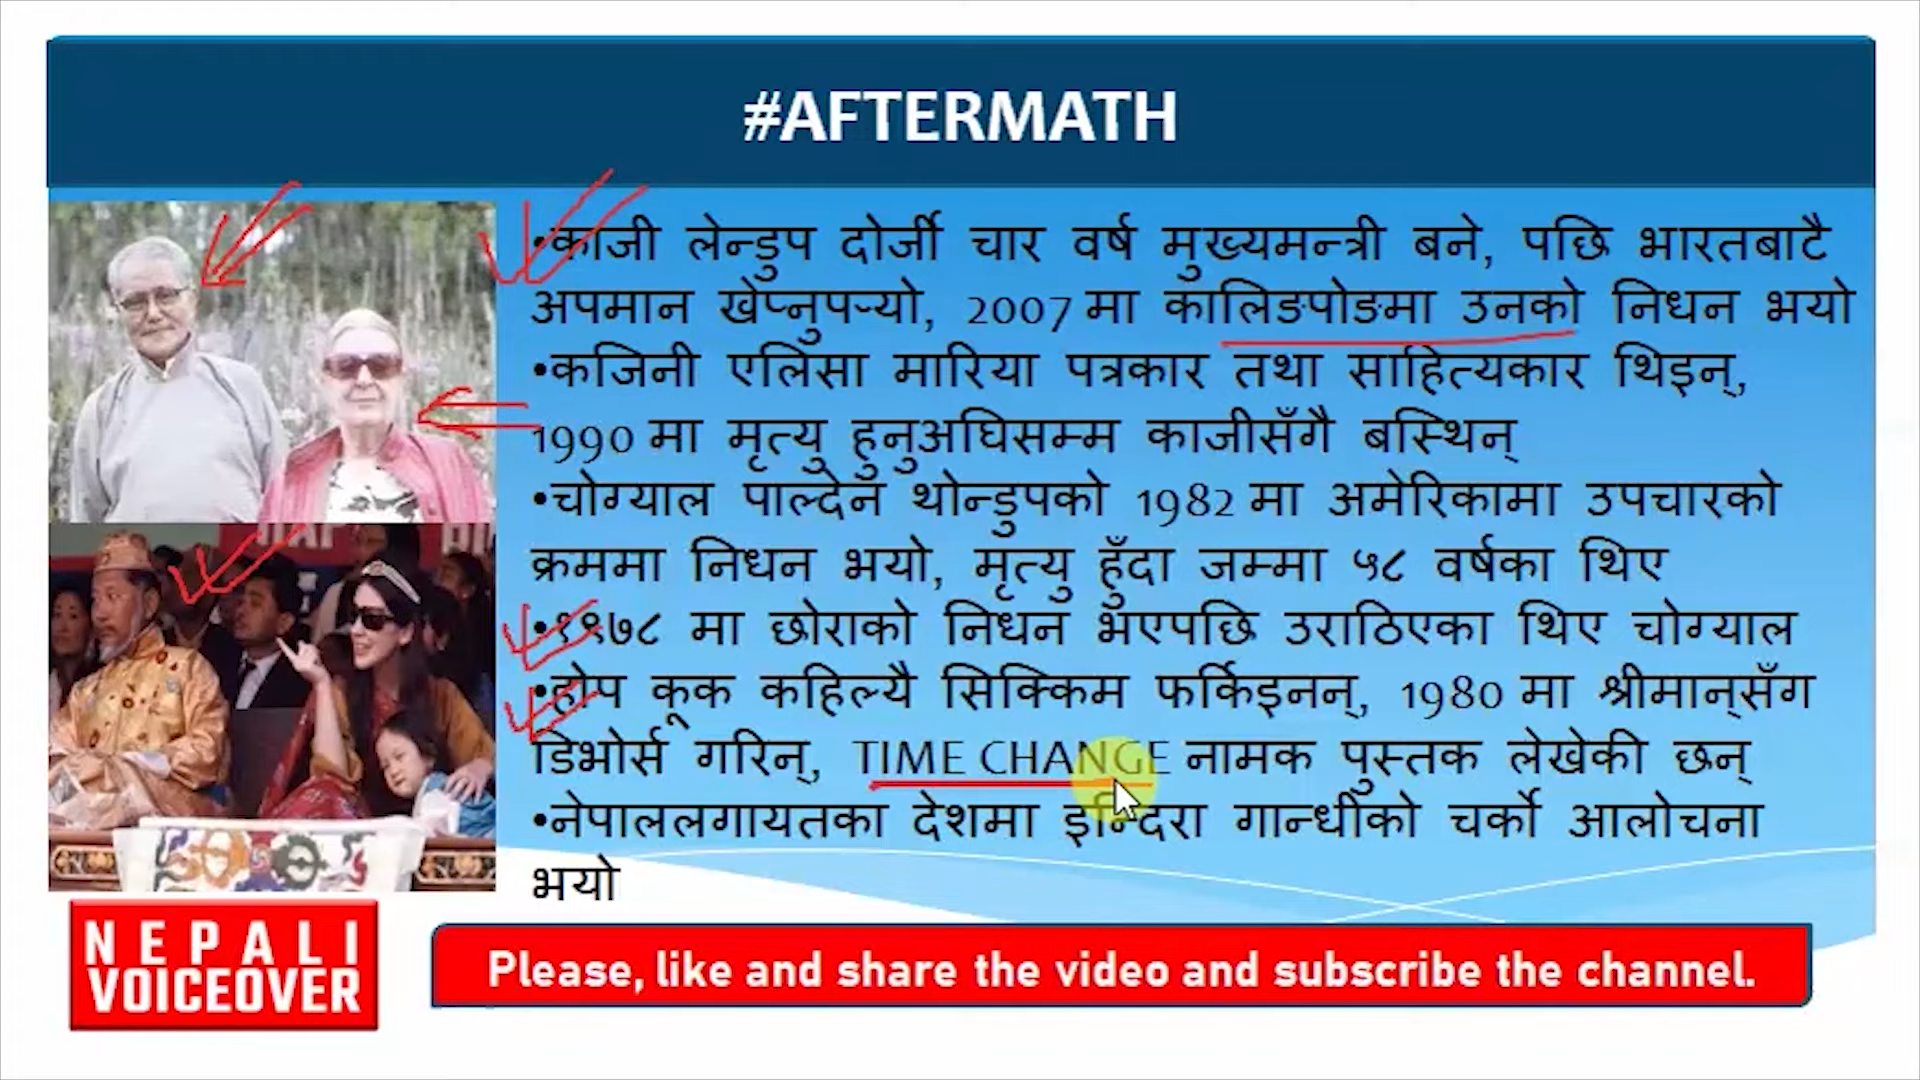 #AFTERMATH
•काजी लेन्डुप दोर्जी चार वर्ष मुख्यमन्त्री बने, पछि भारतबाटै
अपमान खेप्नुपर्‍यो, 2007 मा कालिङपोङमा उनको निधन भयो
•कजिनी एलिसा मारिया पत्रकार तथा साहित्यकार थिइन्,
1990 मा मृत्यु हुनुअघिसम्म काजीसँगै बस्थिन्
•चोग्याल पाल्देन थोन्डुपको 1982 मा अमेरिकामा उपचारको
क्रममा निधन भयो, मृत्यु हुँदा जम्मा ५८ वर्षका थिए
•१९७८ मा छोराको निधन भएपछि उराठिएका थिए चोग्याल
•होप कूक कहिल्यै सिक्किम फर्किइनन्, 1980 मा श्रीमान्‌सँग
डिभोर्स गरिन्, TIME CHANGE नामक पुस्तक लेखेकी छन्
•नेपाललगायतका देशमा इन्दिरा गान्धीको चर्को आलोचना
भयो
NEPALI
VOICEOVER
Please, like and share the video and subscribe the channel.